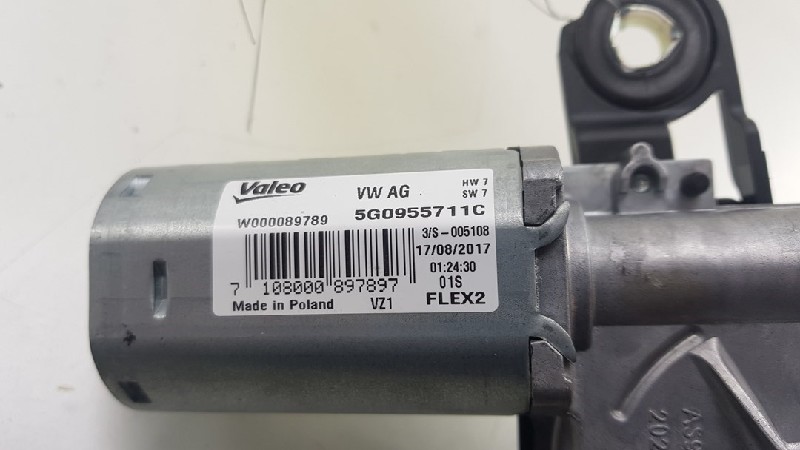 Valeo VW AG HW 7
SW 7
W000089789 5G0955711C
3/S-005108
17/08/2017
01:24:30
7 108000 897897 01S
Made in Poland VZ1 FLEX2